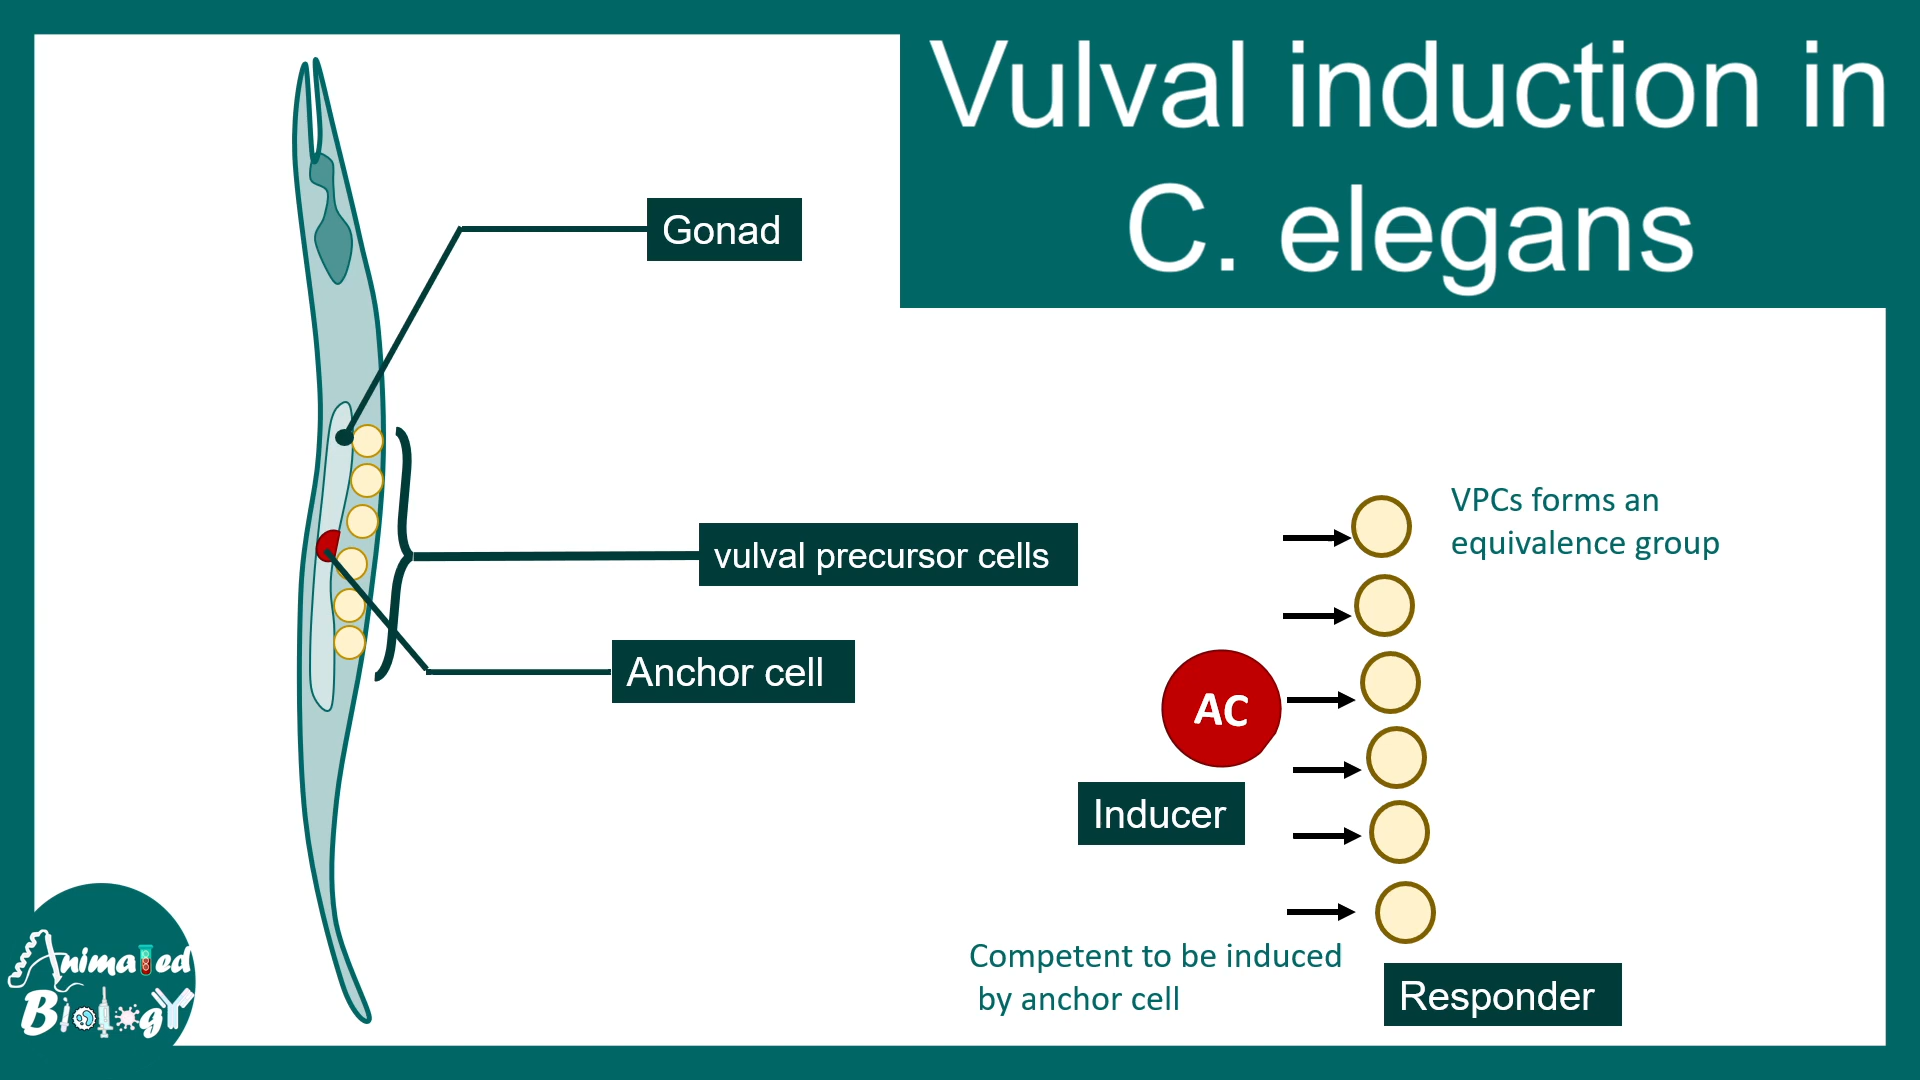 Vulval induction in
C. elegans
Gonad
vulval precursor cells
Anchor cell
VPCs forms an
equivalence group
AC
Inducer
Competent to be induced
by anchor cell
Responder
Animated
Biology